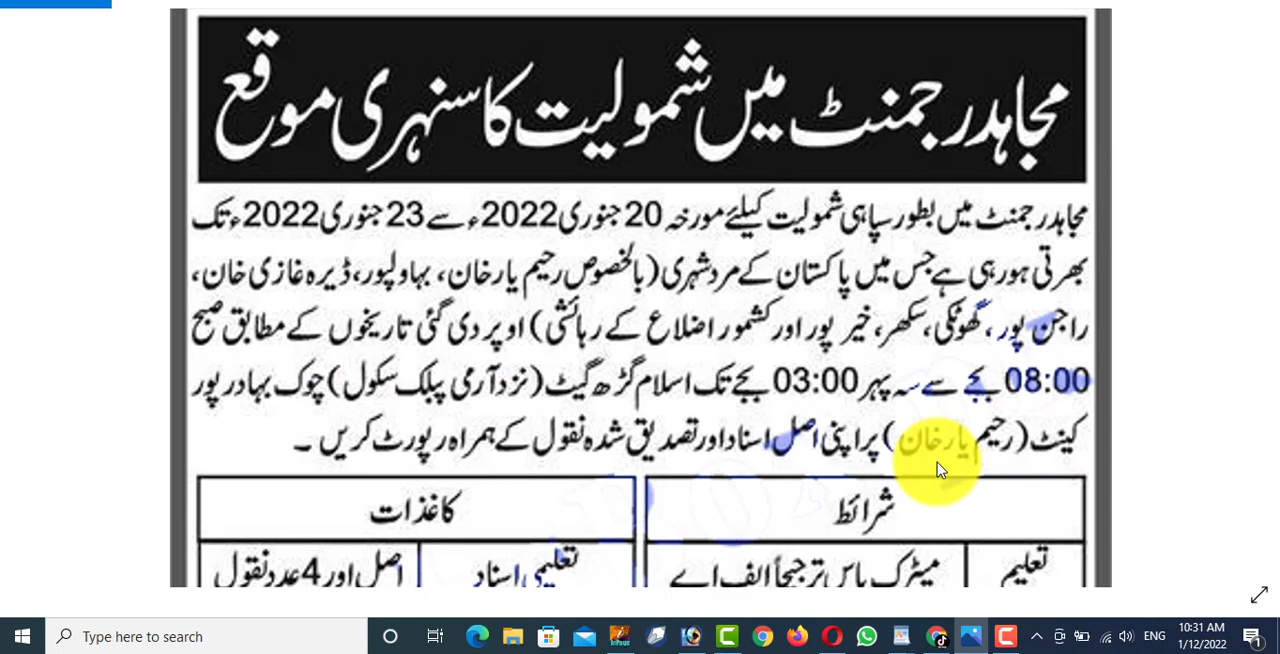 مجاہد رجمنٹ میں شمولیت کا سنہری موقع
مجاہد رجمنٹ میں بطور سپاہی شمولیت کیلئے مورخہ 20 جنوری 2022ء سے 23 جنوری 2022ء تک
بھرتی ہو رہی ہے جس میں پاکستان کے مرد شہری (بالخصوص رحیم یار خان، بہاولپور، ڈیرہ غازی خان،
راجن پور، گھوٹکی، سکھر، خیر پور اور کشمور اضلاع کے رہائشی) اوپر دی گئی تاریخوں کے مطابق صبح
08:00 بجے سے سہ پہر 03:00 بجے تک اسلام گڑھ گیٹ (نزد آرمی پبلک سکول) چوک بہادر پور
کینٹ (رحیم یار خان) پر اپنی اصل اسناد اور تصدیق شدہ نقول کے ہمراہ رپورٹ کریں۔
شرائط کاغذات
تعلیم میٹرک پاس ترجیحاً ایف اے تعلیمی اسناد اصل اور 4 عدد نقول
Type here to search
ENG
10:31 AM
1/12/2022
1